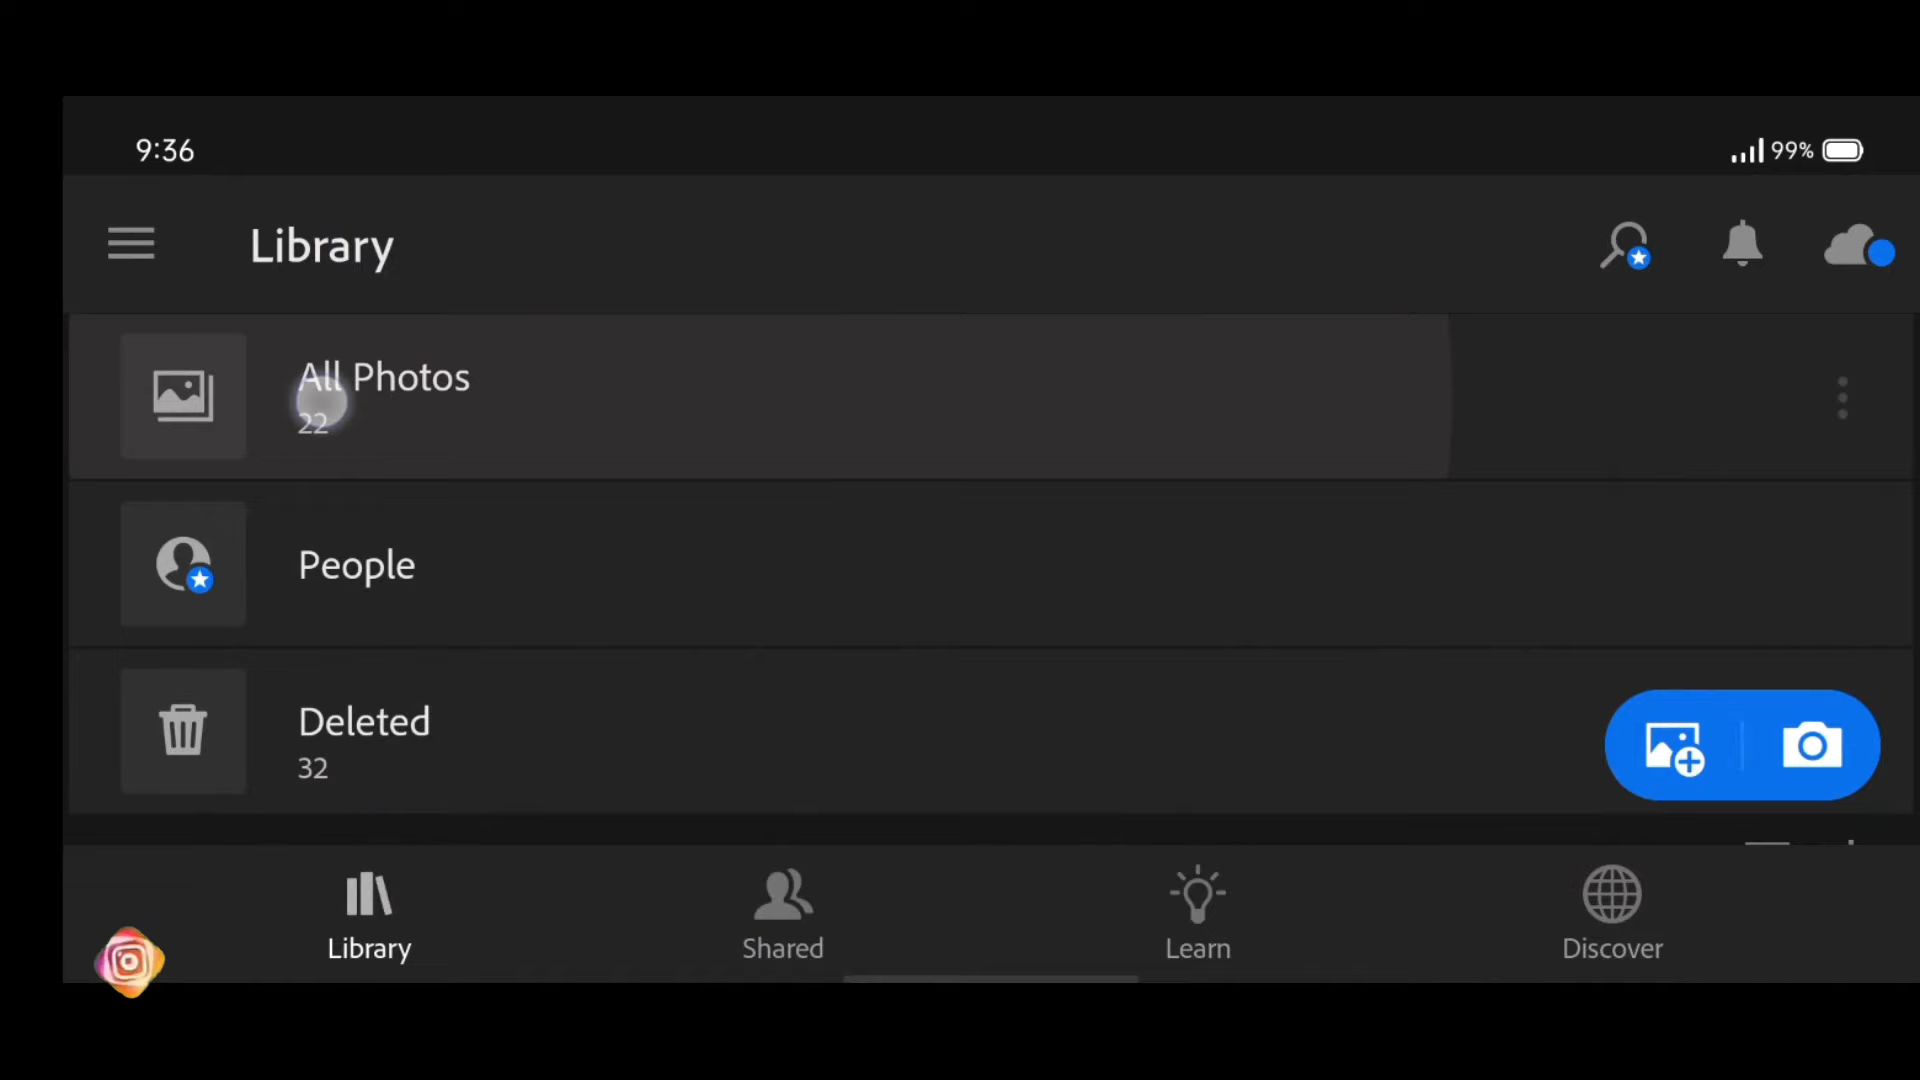 9:36
99%
Library
All Photos
22
People
Deleted
32
Library
Shared
Learn
Discover